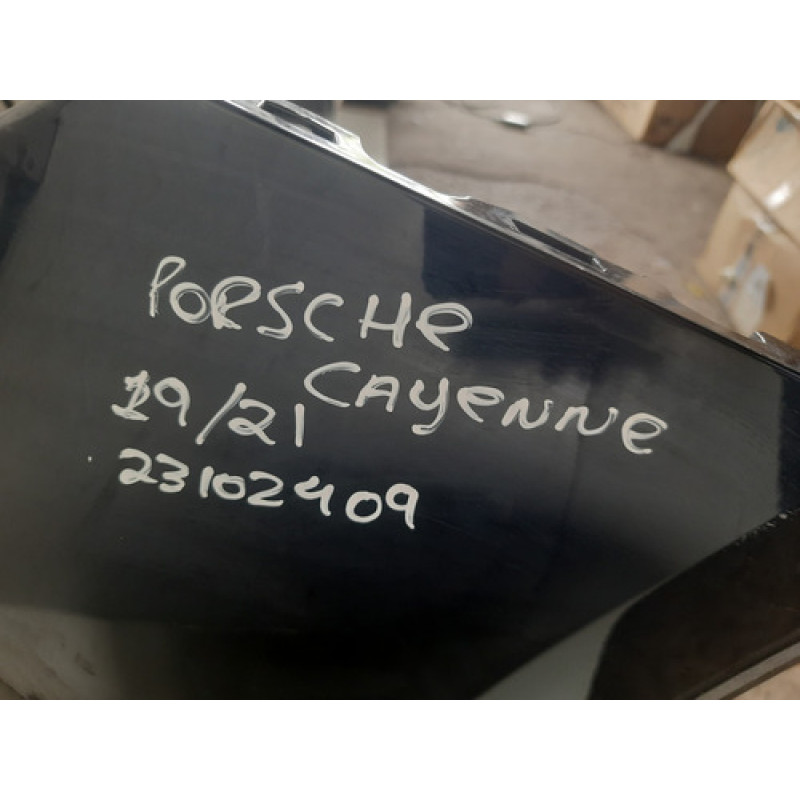 PORSCHE
CAYENNE
19/21
23102409